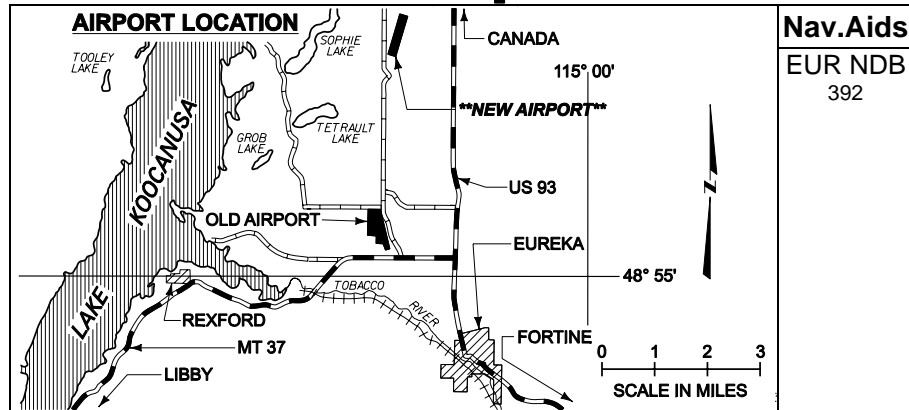 AIRPORT LOCATION
Nav.Aids
EUR NDB
392
TOOLEY
LAKE
SOPHIE
LAKE
CANADA
115° 00'
**NEW AIRPORT**
TETRAULT
LAKE
GROB
LAKE
KOOCANUSA
LAKE
US 93
N
OLD AIRPORT
EUREKA
48° 55'
TOBACCO
RIVER
REXFORD
FORTINE
MT 37
LIBBY
0 1 2 3
SCALE IN MILES